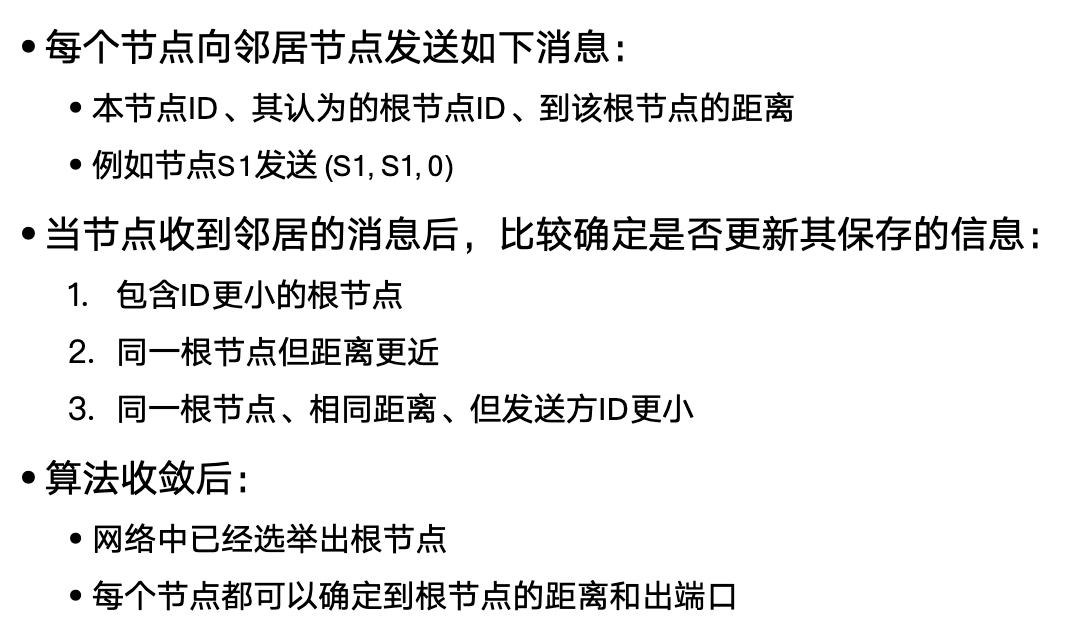 • 每个节点向邻居节点发送如下消息：
• 本节点ID、其认为的根节点ID、到该根节点的距离
• 例如节点S1发送 (S1, S1, 0)
• 当节点收到邻居的消息后，比较确定是否更新其保存的信息：
1. 包含ID更小的根节点
2. 同一根节点但距离更近
3. 同一根节点、相同距离、但发送方ID更小
• 算法收敛后：
• 网络中已经选举出根节点
• 每个节点都可以确定到根节点的距离和出端口